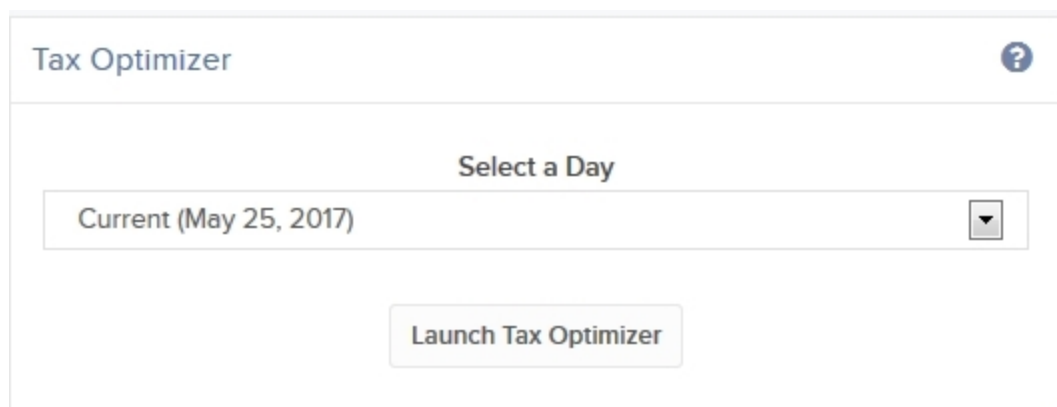 Tax Optimizer ?
Select a Day
Current (May 25, 2017)
Launch Tax Optimizer